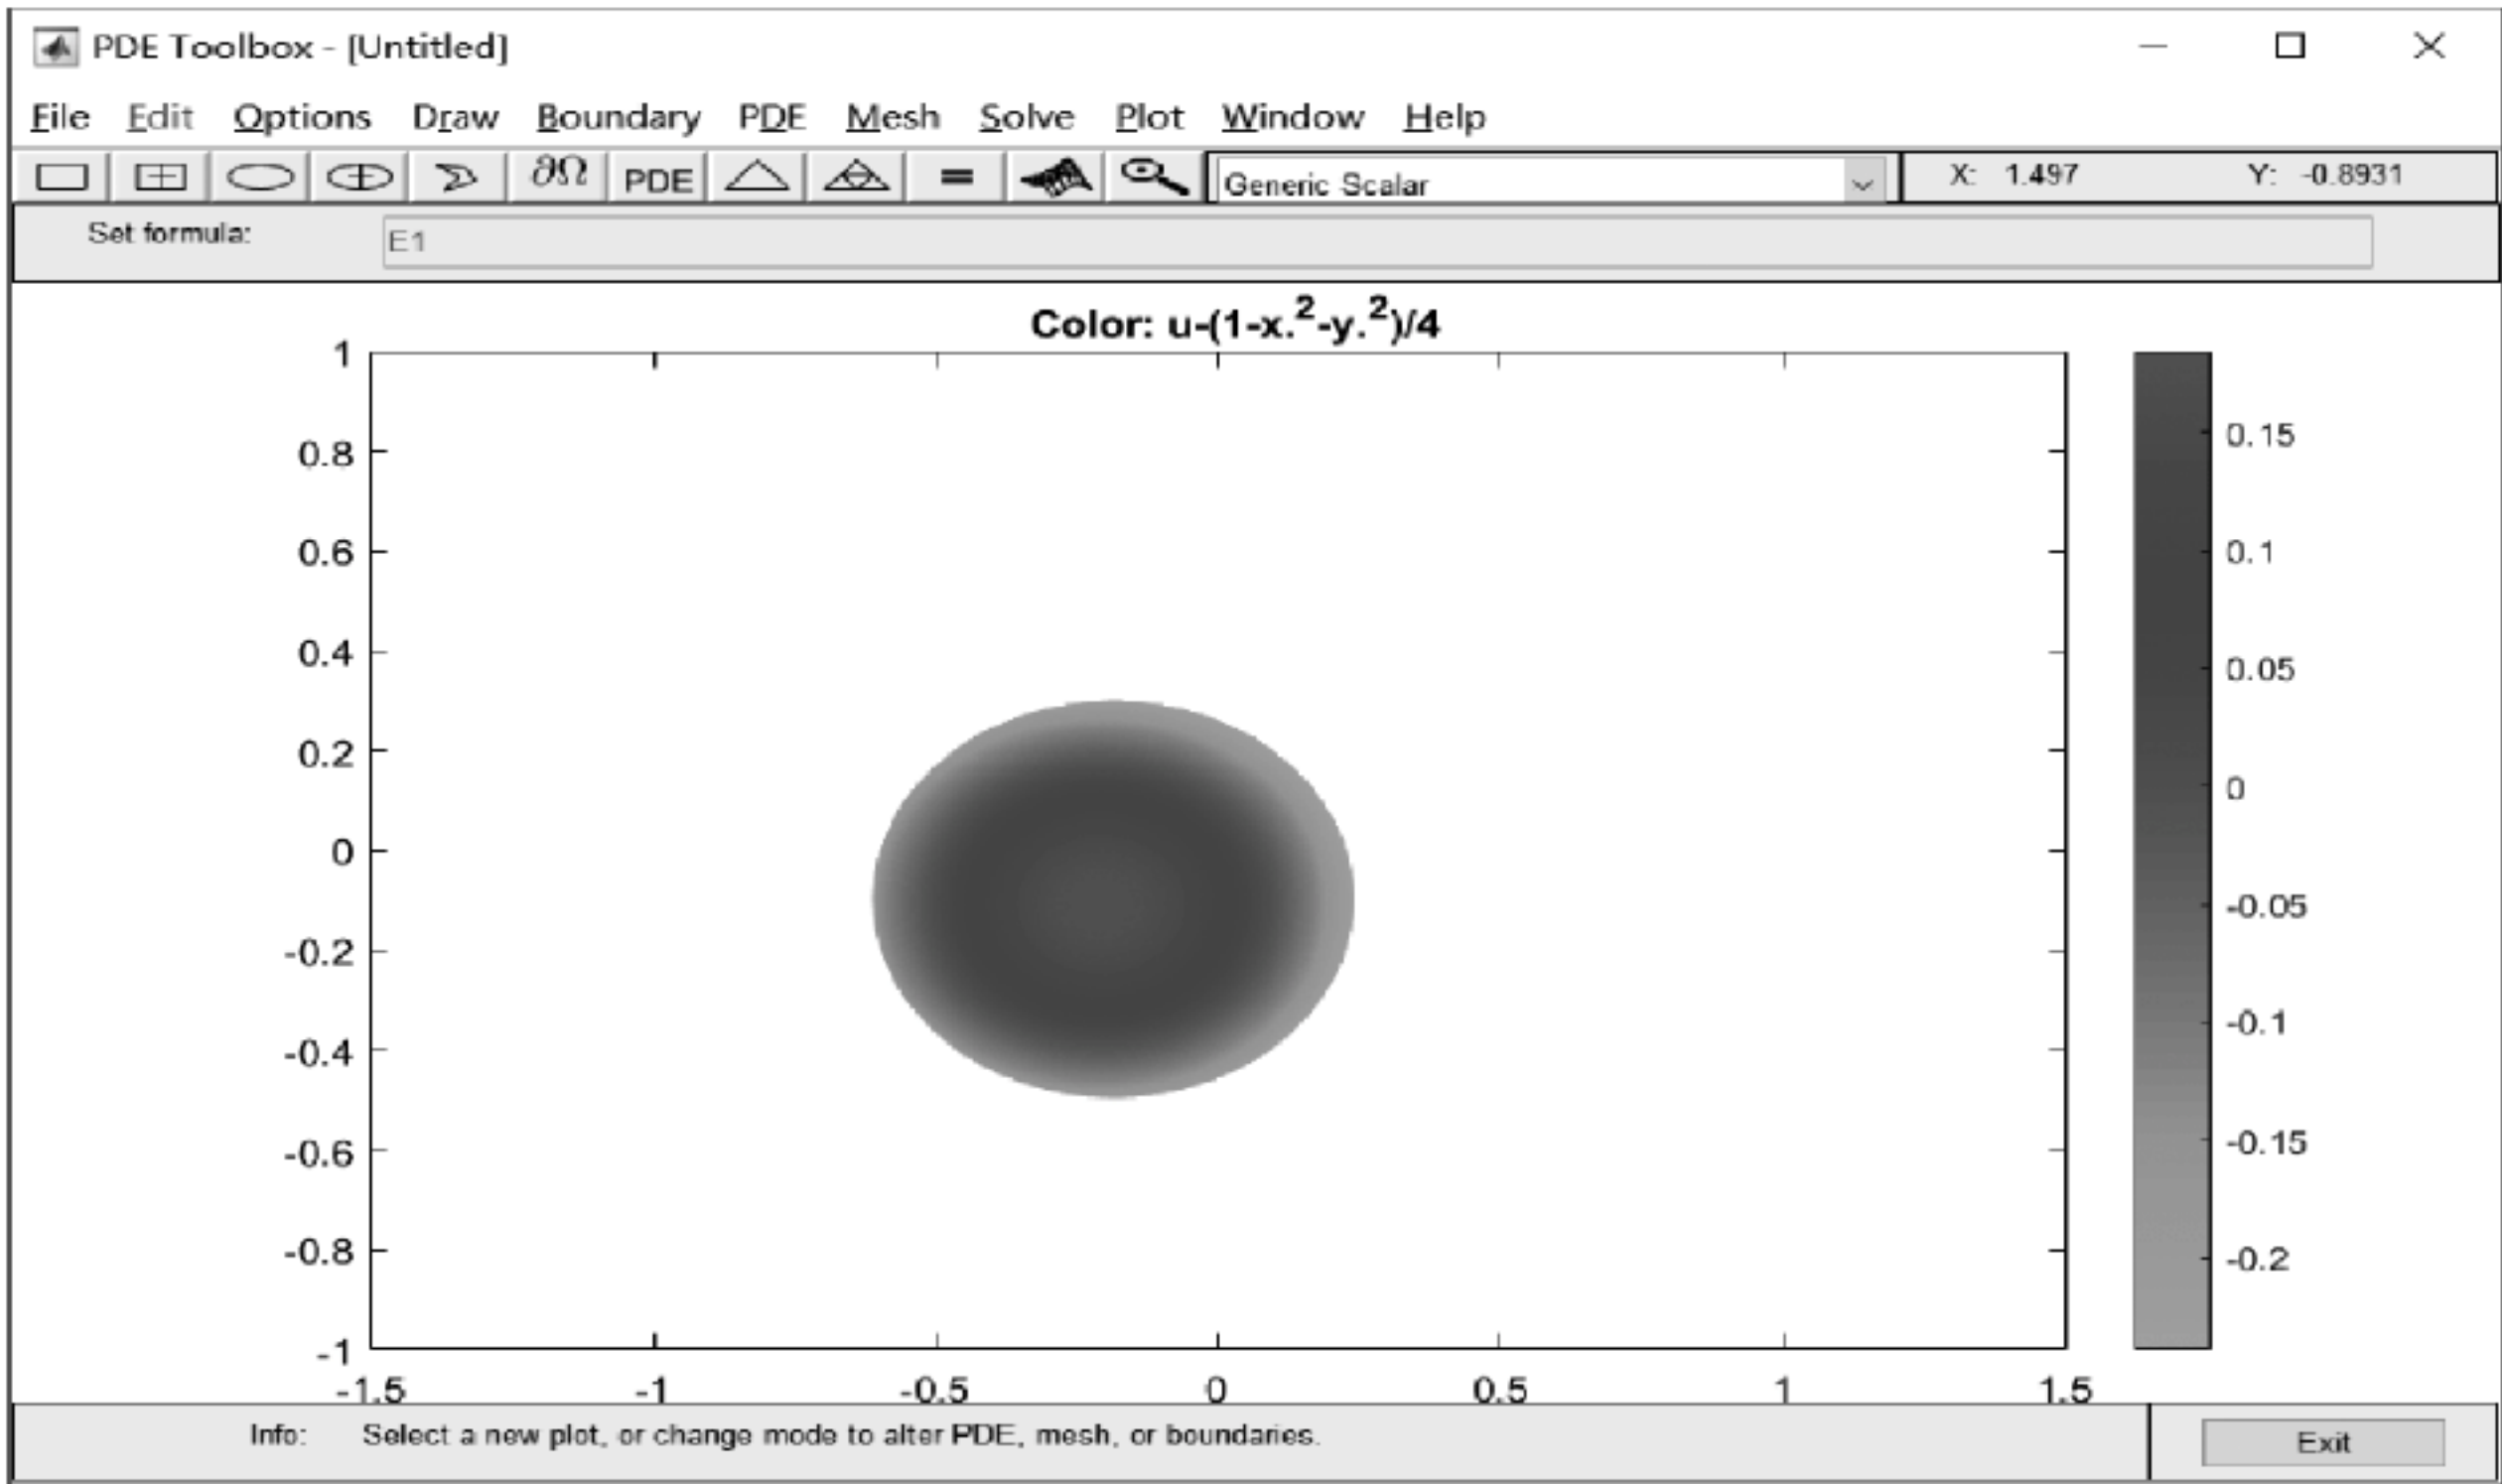 PDE Toolbox - [Untitled]
File Edit Options Draw Boundary PDE Mesh Solve Plot Window Help
∂Ω PDE = Generic Scalar X: 1.497 Y: -0.8931
Set formula: E1
Color: u-(1-x.²-y.²)/4
1
0.8
0.6
0.4
0.2
0
-0.2
-0.4
-0.6
-0.8
-1
-1.5 -1 -0.5 0 0.5 1 1.5
0.15
0.1
0.05
0
-0.05
-0.1
-0.15
-0.2
Info: Select a new plot, or change mode to alter PDE, mesh, or boundaries.
Exit